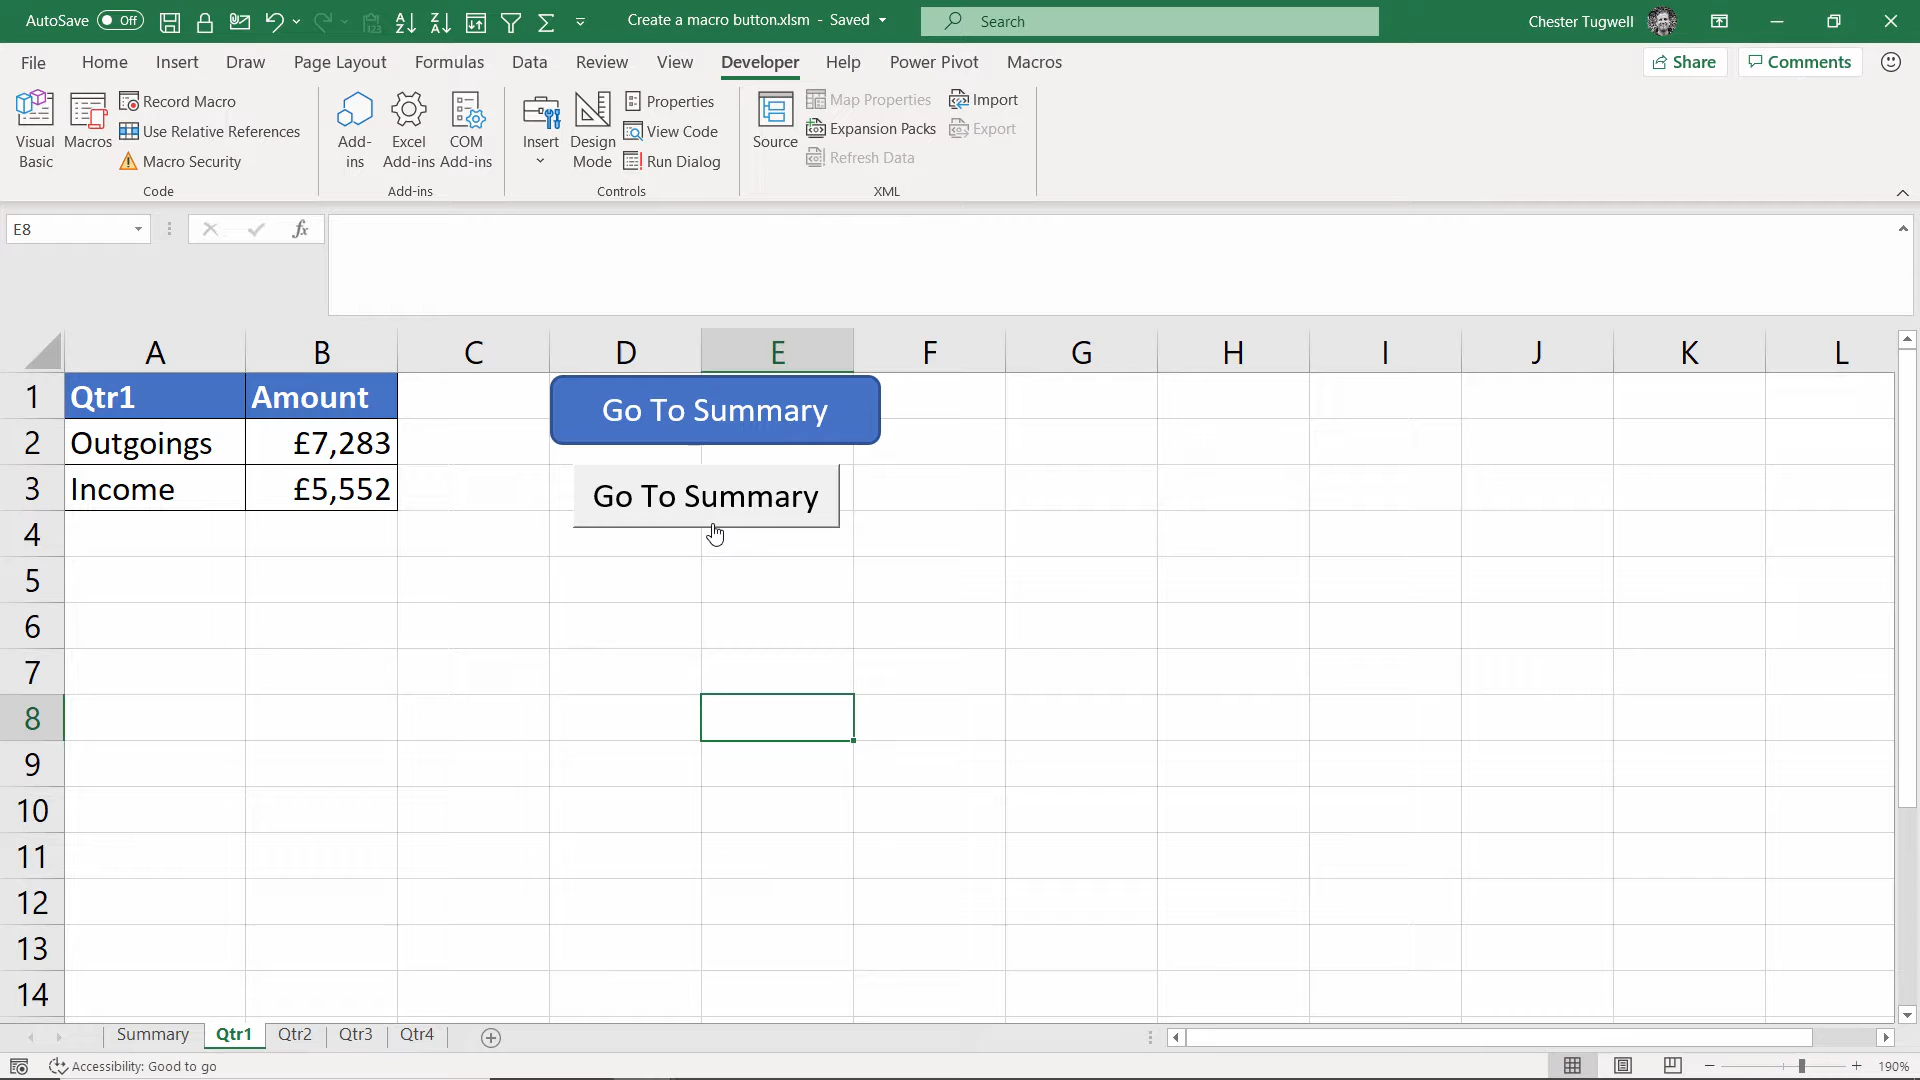 AutoSave Off Create a macro button.xlsm - Saved Search Chester Tugwell
File Home Insert Draw Page Layout Formulas Data Review View Developer Help Power Pivot Macros Share Comments
Visual Basic
Macros
Record Macro
Use Relative References
Macro Security
Code
Add-ins
Excel Add-ins
COM Add-ins
Add-ins
Insert
Design Mode
Properties
View Code
Run Dialog
Controls
Source
Map Properties
Expansion Packs
Refresh Data
Import
Export
XML
E8 fx
A B C D E F G H I J K L
1 Qtr1 Amount Go To Summary
2 Outgoings £7,283
3 Income £5,552 Go To Summary
4
5
6
7
8
9
10
11
12
13
14
Summary Qtr1 Qtr2 Qtr3 Qtr4
Accessibility: Good to go 190%